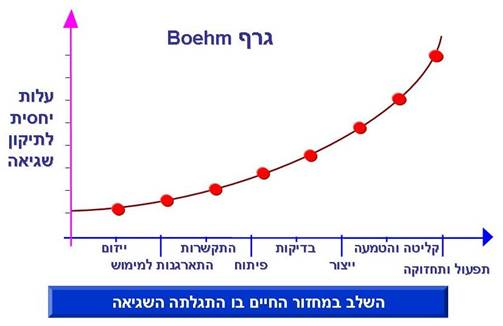 גרף Boehm
עלות
יחסית
לתיקון
שגיאה
ייזום
התארגנות למימוש
התקשרות
פיתוח
בדיקות
ייצור
קליטה והטמעה
תפעול ותחזוקה
השלב במחזור החיים בו התגלתה השגיאה